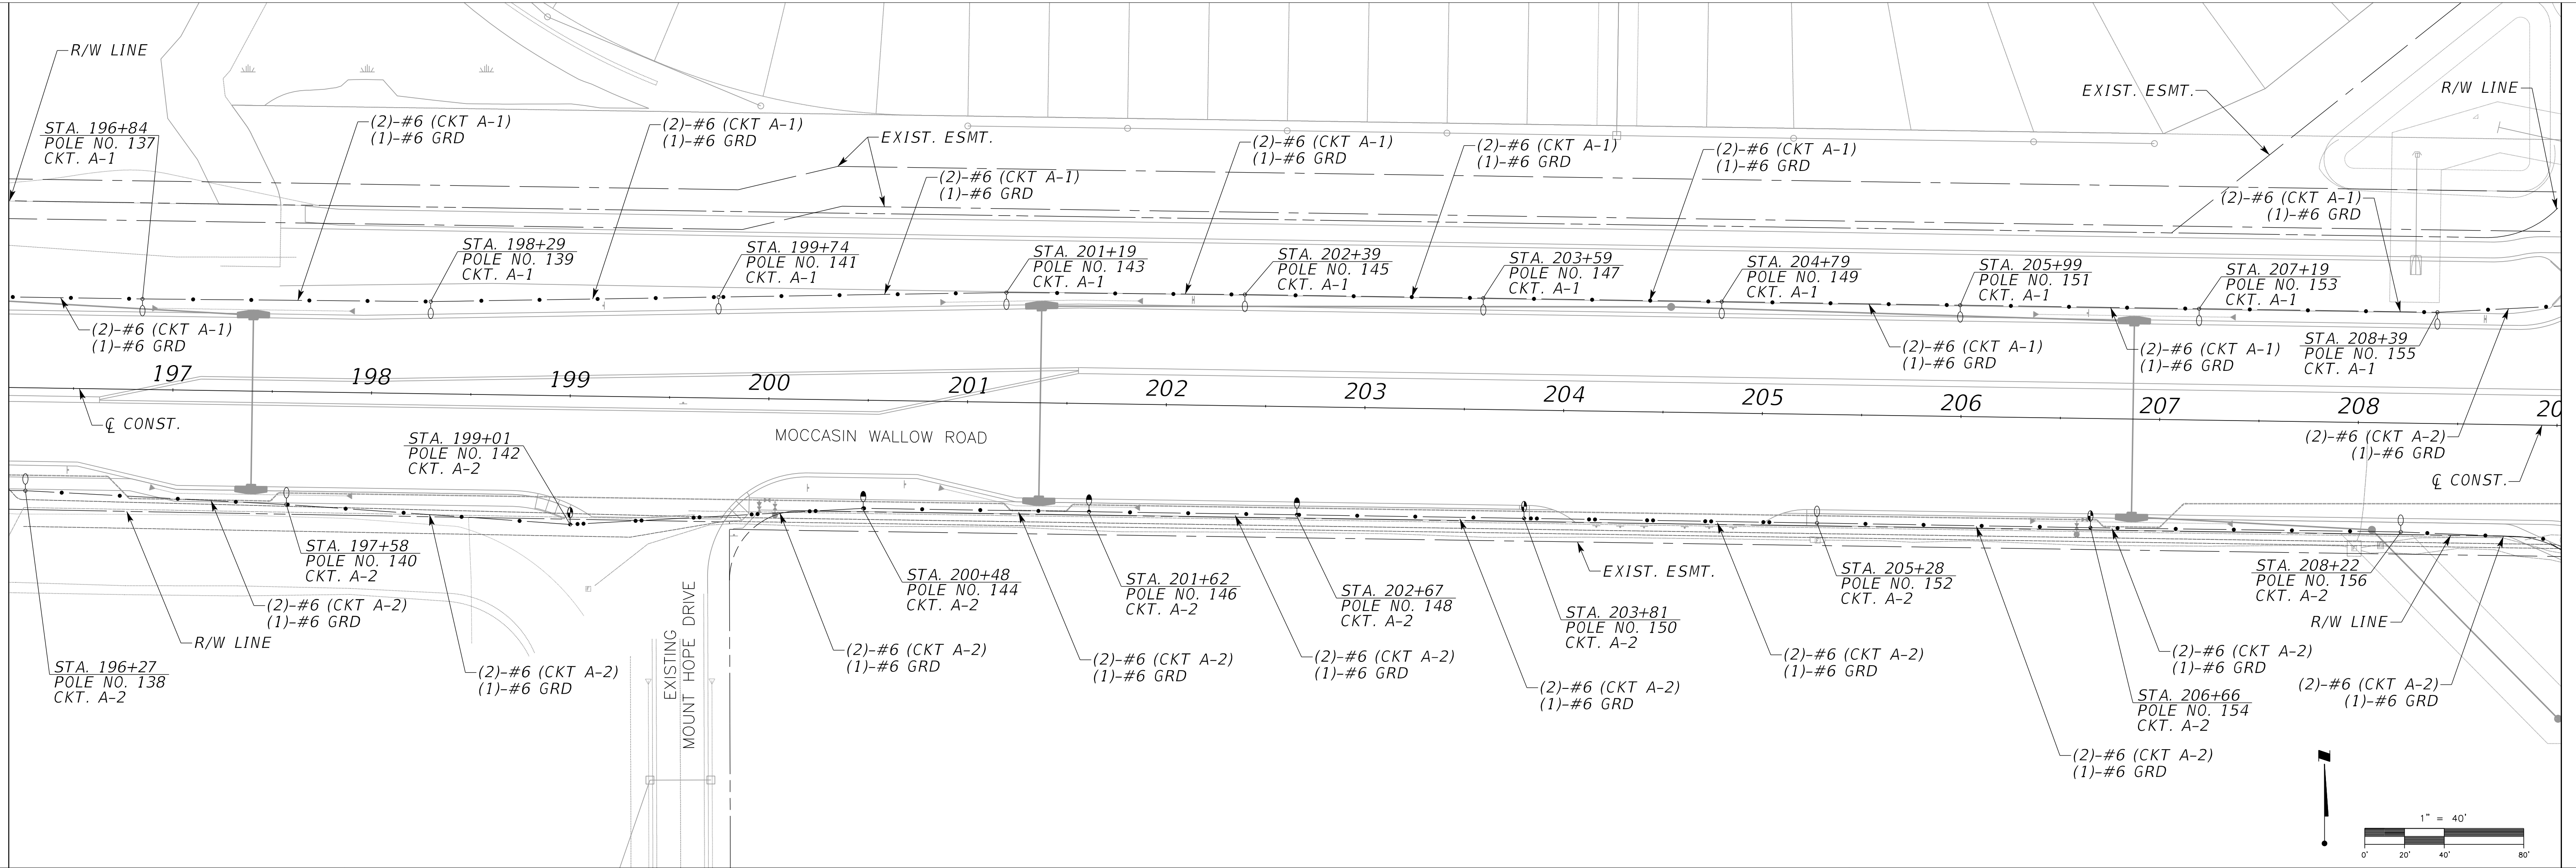 R/W LINE
EXIST. ESMT.
R/W LINE
STA. 196+84
POLE NO. 137
CKT. A-1
(2)-#6 (CKT A-1)
(1)-#6 GRD
(2)-#6 (CKT A-1)
(1)-#6 GRD
EXIST. ESMT.
(2)-#6 (CKT A-1)
(1)-#6 GRD
(2)-#6 (CKT A-1)
(1)-#6 GRD
(2)-#6 (CKT A-1)
(1)-#6 GRD
(2)-#6 (CKT A-1)
(1)-#6 GRD
(2)-#6 (CKT A-1)
(1)-#6 GRD
STA. 198+29
POLE NO. 139
CKT. A-1
STA. 199+74
POLE NO. 141
CKT. A-1
STA. 201+19
POLE NO. 143
CKT. A-1
STA. 202+39
POLE NO. 145
CKT. A-1
STA. 203+59
POLE NO. 147
CKT. A-1
STA. 204+79
POLE NO. 149
CKT. A-1
STA. 205+99
POLE NO. 151
CKT. A-1
STA. 207+19
POLE NO. 153
CKT. A-1
(2)-#6 (CKT A-1)
(1)-#6 GRD
(2)-#6 (CKT A-1)
(1)-#6 GRD
(2)-#6 (CKT A-1)
(1)-#6 GRD
STA. 208+39
POLE NO. 155
CKT. A-1
197 198 199 200 201 202 203 204 205 206 207 208 20
℄ CONST.
MOCCASIN WALLOW ROAD
(2)-#6 (CKT A-2)
(1)-#6 GRD
℄ CONST.
STA. 199+01
POLE NO. 142
CKT. A-2
STA. 197+58
POLE NO. 140
CKT. A-2
(2)-#6 (CKT A-2)
(1)-#6 GRD
R/W LINE
STA. 196+27
POLE NO. 138
CKT. A-2
(2)-#6 (CKT A-2)
(1)-#6 GRD
EXISTING
MOUNT HOPE DRIVE
STA. 200+48
POLE NO. 144
CKT. A-2
STA. 201+62
POLE NO. 146
CKT. A-2
STA. 202+67
POLE NO. 148
CKT. A-2
EXIST. ESMT.
STA. 203+81
POLE NO. 150
CKT. A-2
STA. 205+28
POLE NO. 152
CKT. A-2
STA. 208+22
POLE NO. 156
CKT. A-2
R/W LINE
(2)-#6 (CKT A-2)
(1)-#6 GRD
(2)-#6 (CKT A-2)
(1)-#6 GRD
(2)-#6 (CKT A-2)
(1)-#6 GRD
(2)-#6 (CKT A-2)
(1)-#6 GRD
(2)-#6 (CKT A-2)
(1)-#6 GRD
(2)-#6 (CKT A-2)
(1)-#6 GRD
(2)-#6 (CKT A-2)
(1)-#6 GRD
STA. 206+66
POLE NO. 154
CKT. A-2
(2)-#6 (CKT A-2)
(1)-#6 GRD
1" = 40'
0' 20' 40' 80'